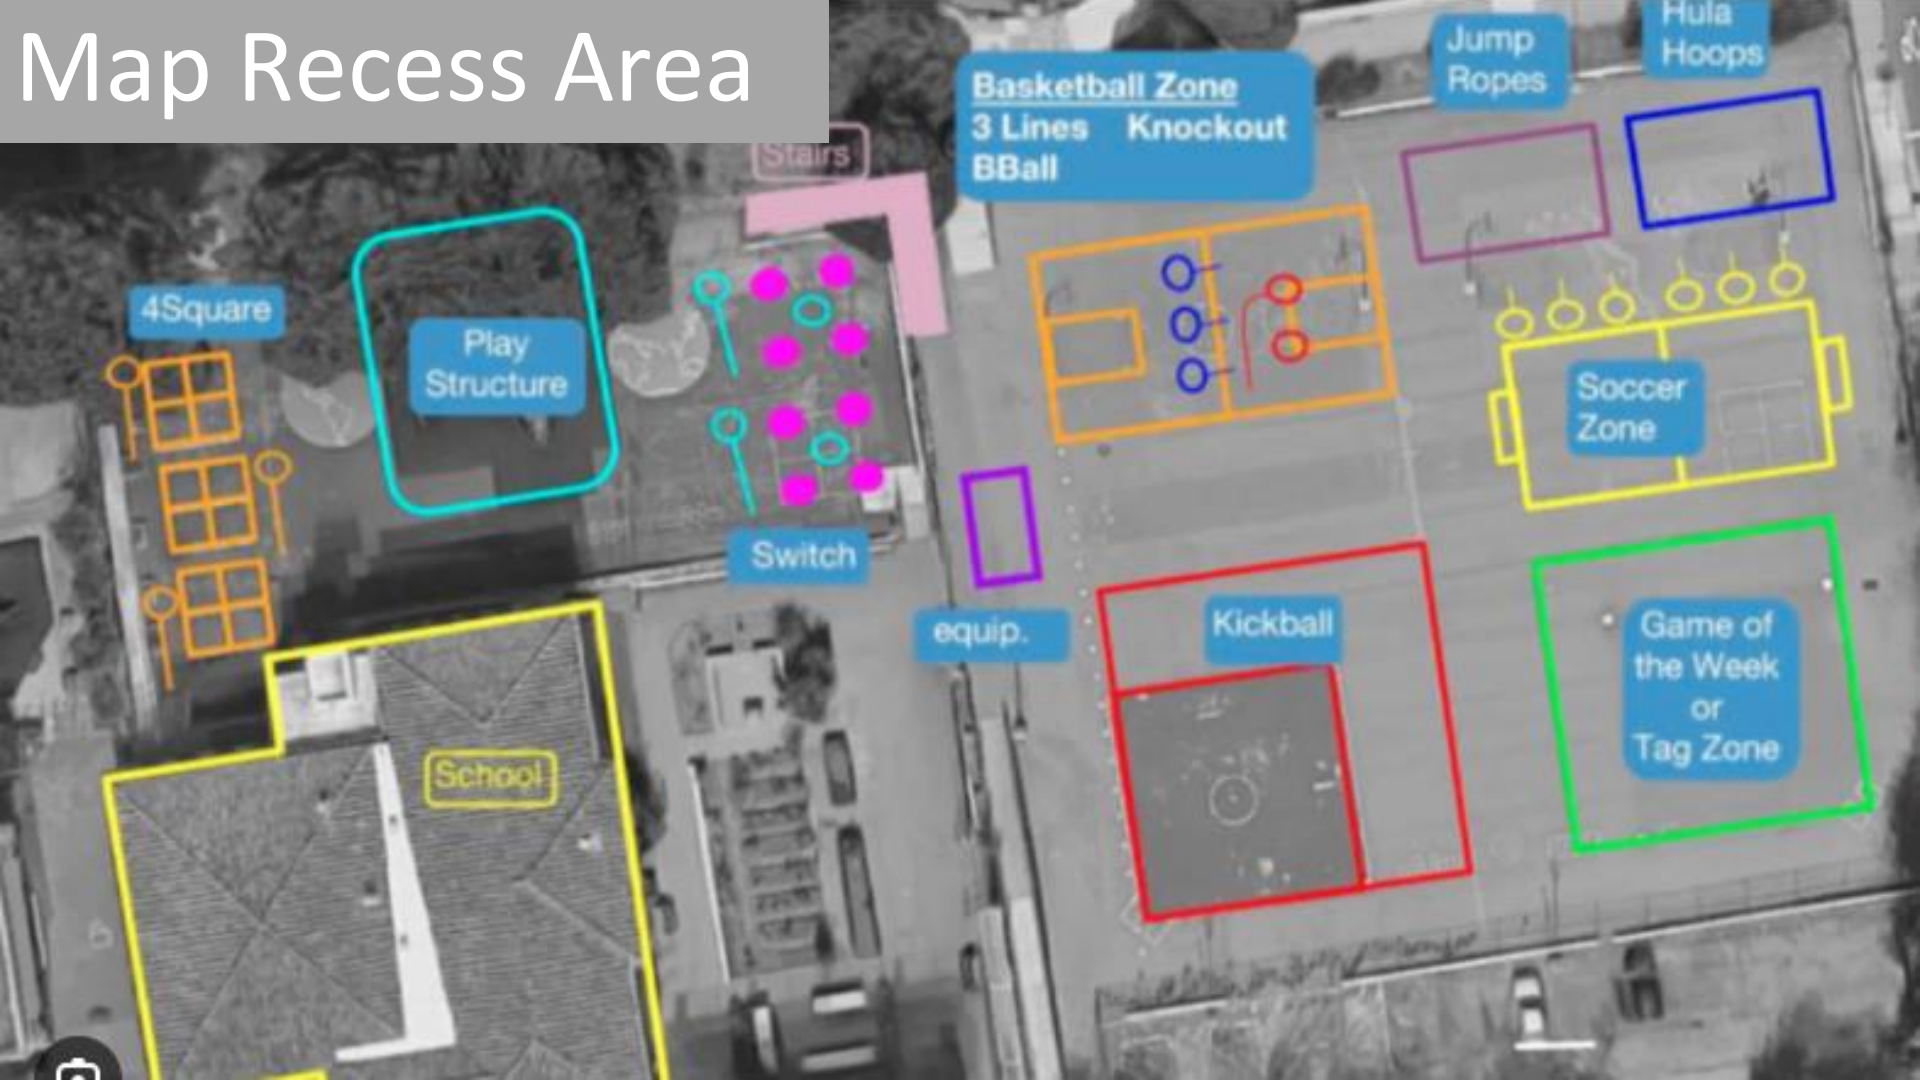 Map Recess Area
Hula
Hoops
Jump
Ropes
Basketball Zone
3 Lines Knockout
BBall
Stairs
4Square
Play
Structure
Soccer
Zone
Switch
equip.
Kickball
Game of
the Week
or
Tag Zone
School